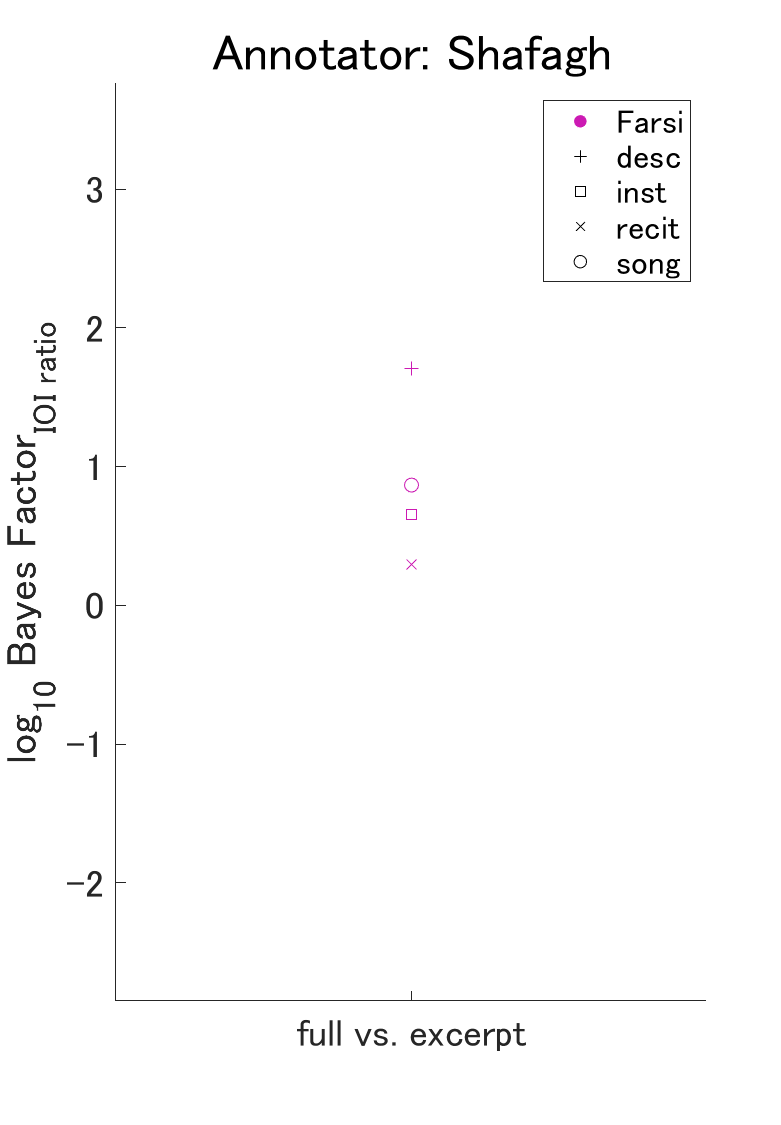 Annotator: Shafagh
Farsi
desc
inst
recit
song
3
2
1
0
−1
−2
log10 Bayes FactorIOI ratio
full vs. excerpt